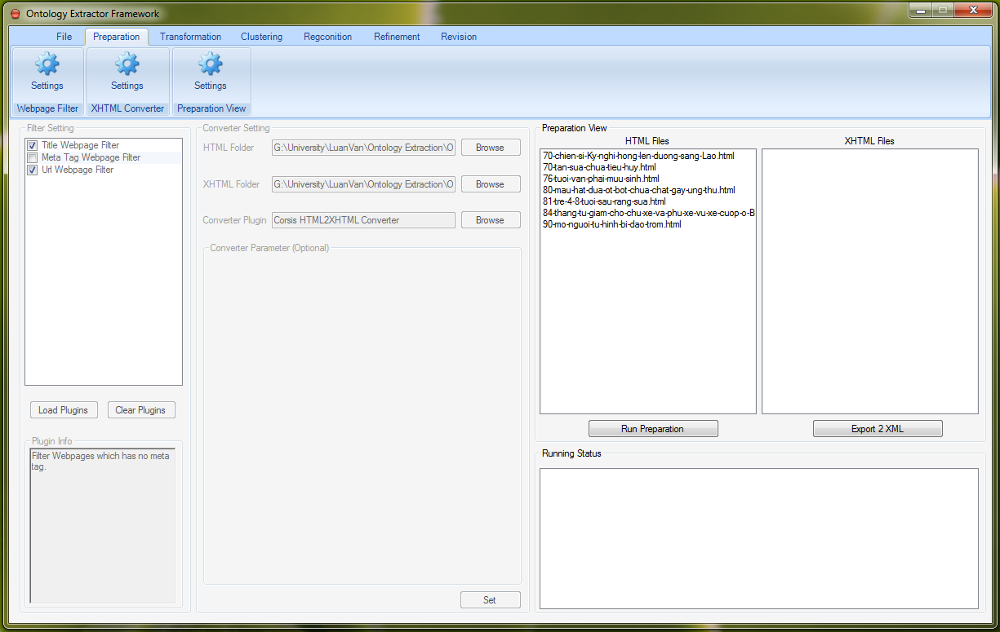 Ontology Extractor Framework
File Preparation Transformation Clustering Regconition Refinement Revision
Settings Settings Settings
Webpage Filter XHTML Converter Preparation View
Filter Setting
Title Webpage Filter
Meta Tag Webpage Filter
Url Webpage Filter
Load Plugins Clear Plugins
Plugin Info
Filter Webpages which has no meta
tag.
Converter Setting
HTML Folder G:\University\LuanVan\Ontology Extraction\O Browse
XHTML Folder G:\University\LuanVan\Ontology Extraction\O Browse
Converter Plugin Corsis HTML2XHTML Converter Browse
Converter Parameter (Optional)
Set
Preparation View
HTML Files XHTML Files
70-chien-si-Ky-nghi-hong-len-duong-sang-Lao.html
70-tan-sua-chua-tieu-huy.html
76-tuoi-van-phai-muu-sinh.html
80-mau-hat-dua-ot-bot-chua-chat-gay-ung-thu.html
81-tre-4-8-tuoi-sau-rang-sua.html
84-thang-tu-giam-cho-chu-xe-va-phu-xe-vu-xe-cuop-o-B
90-mo-nguoi-tu-hinh-bi-dao-trom.html
Run Preparation Export 2 XML
Running Status